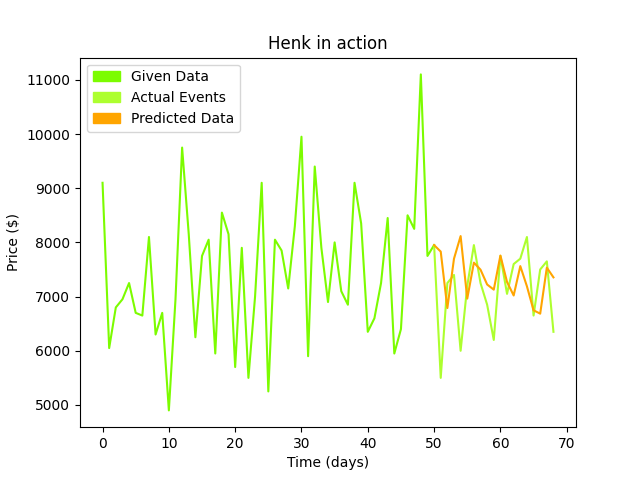 Henk in action
Given Data
Actual Events
Predicted Data
Price ($)
11000
10000
9000
8000
7000
6000
5000
0 10 20 30 40 50 60 70
Time (days)